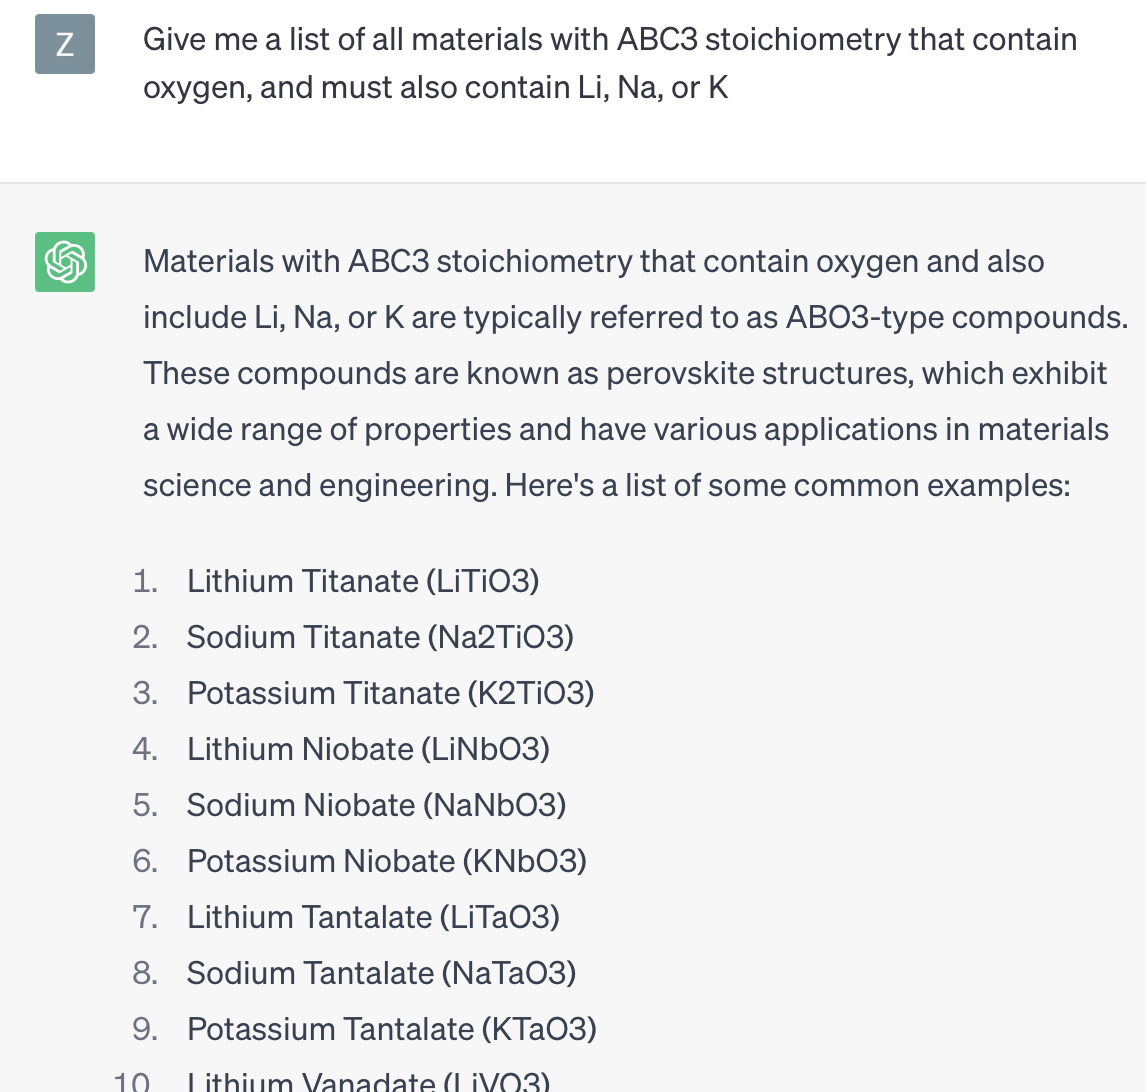 Z
Give me a list of all materials with ABC3 stoichiometry that contain
oxygen, and must also contain Li, Na, or K
Materials with ABC3 stoichiometry that contain oxygen and also
include Li, Na, or K are typically referred to as ABO3-type compounds.
These compounds are known as perovskite structures, which exhibit
a wide range of properties and have various applications in materials
science and engineering. Here's a list of some common examples:
1. Lithium Titanate (LiTiO3)
2. Sodium Titanate (Na2TiO3)
3. Potassium Titanate (K2TiO3)
4. Lithium Niobate (LiNbO3)
5. Sodium Niobate (NaNbO3)
6. Potassium Niobate (KNbO3)
7. Lithium Tantalate (LiTaO3)
8. Sodium Tantalate (NaTaO3)
9. Potassium Tantalate (KTaO3)
10. Lithium Vanadate (LiVO3)